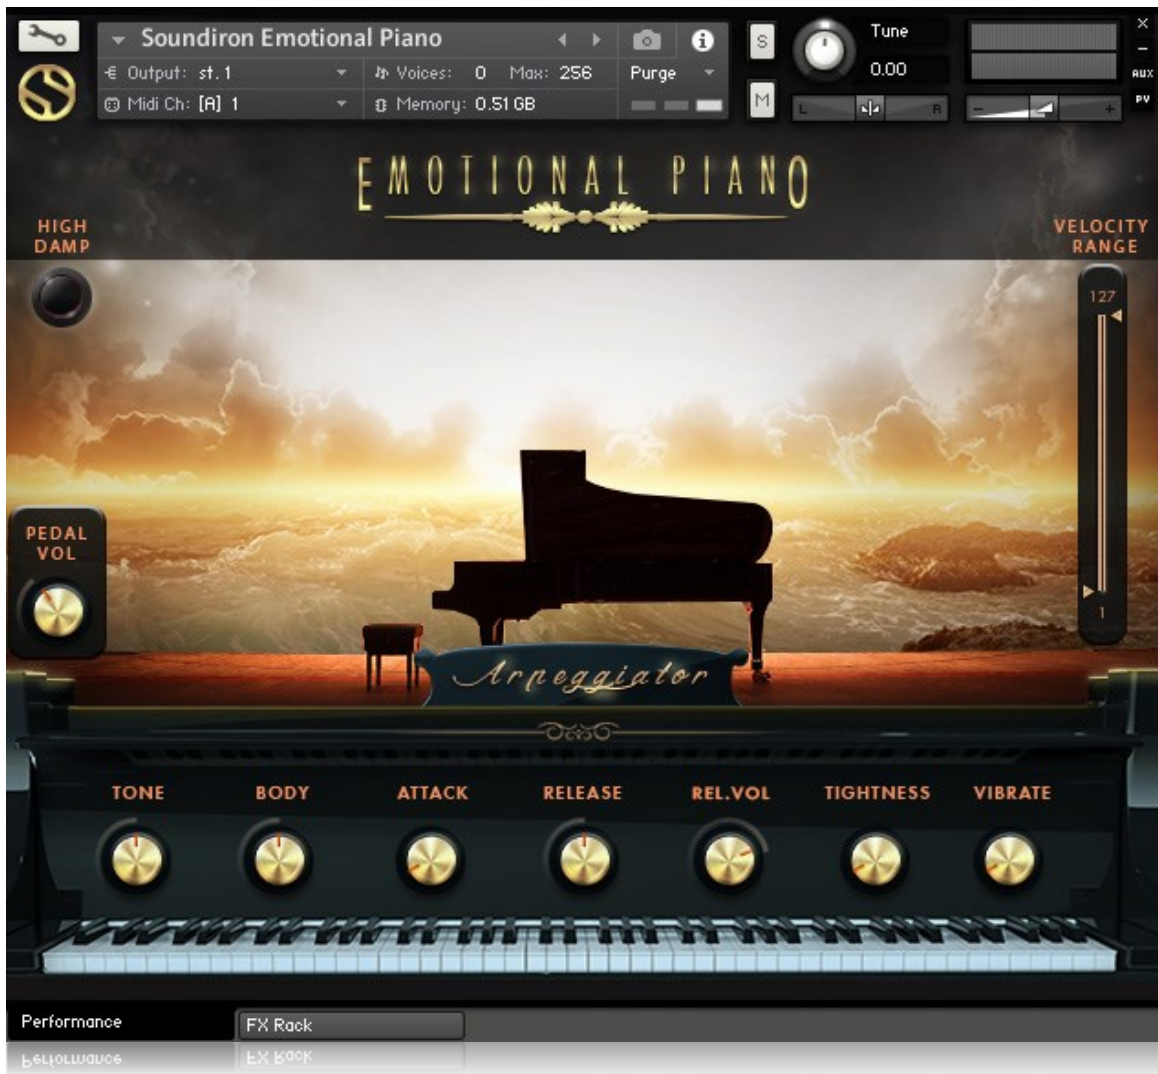 Soundiron Emotional Piano
i
S
Tune
X
-
Output: st.1
Voices: 0 Max: 256
Purge
0.00
AUX
Midi Ch: [A] 1
Memory: 0.51 GB
M
L
R
-
+
PV
EMOTIONAL PIANO
HIGH
DAMP
VELOCITY
RANGE
127
PEDAL
VOL
1
Arpeggiator
TONE
BODY
ATTACK
RELEASE
REL.VOL
TIGHTNESS
VIBRATE
Performance
FX Rack